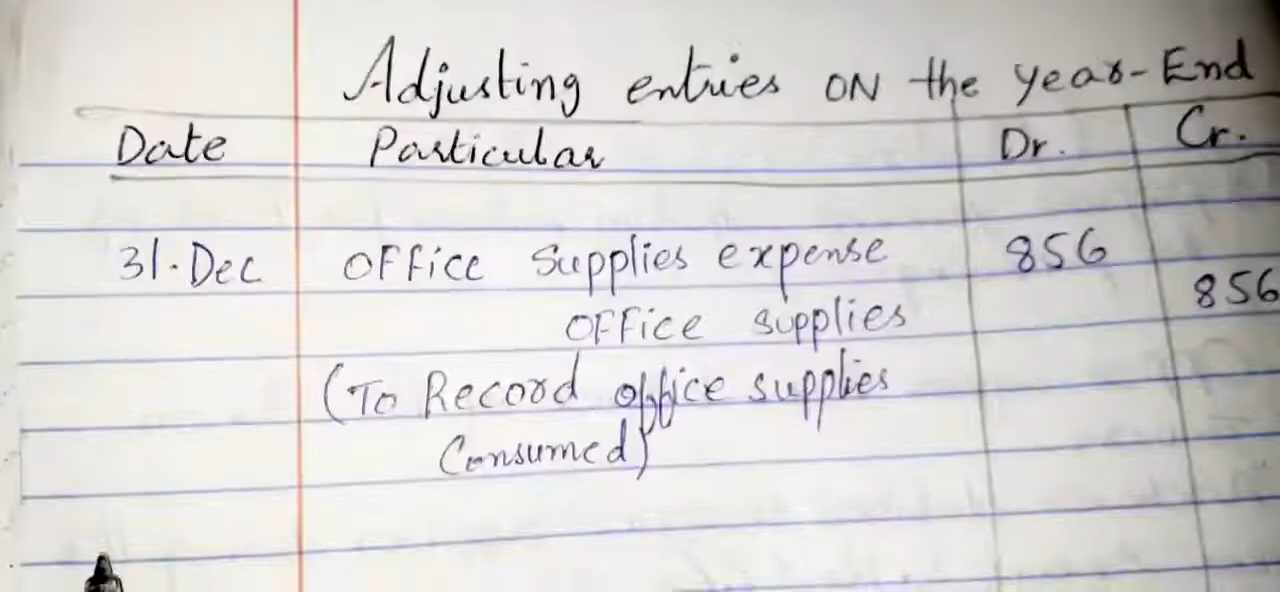 Adjusting entries ON the year-End
Date Particular Dr. Cr.
31.Dec Office Supplies expense 856
Office supplies 856
(To Record office supplies
Consumed)